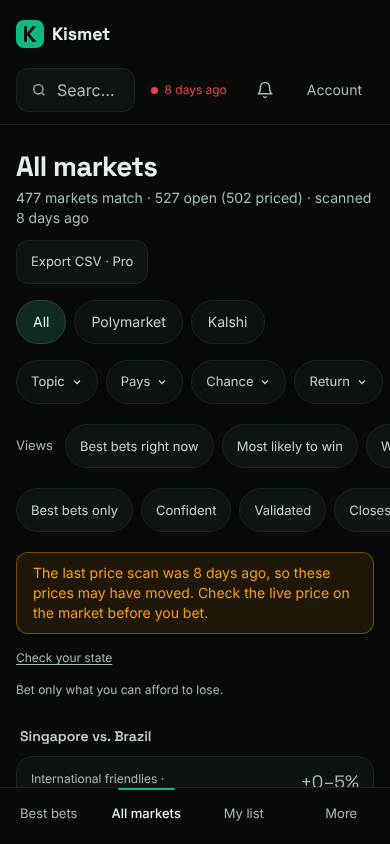 Kismet
Searc...
8 days ago
Account
All markets
477 markets match · 527 open (502 priced) · scanned
8 days ago
Export CSV · Pro
All
Polymarket
Kalshi
Topic
Pays
Chance
Return
Views
Best bets right now
Most likely to win
W
Best bets only
Confident
Validated
Closes
The last price scan was 8 days ago, so these
prices may have moved. Check the live price on
the market before you bet.
Check your state
Bet only what you can afford to lose.
Singapore vs. Brazil
International friendlies ·
+0–5%
Best bets
All markets
My list
More